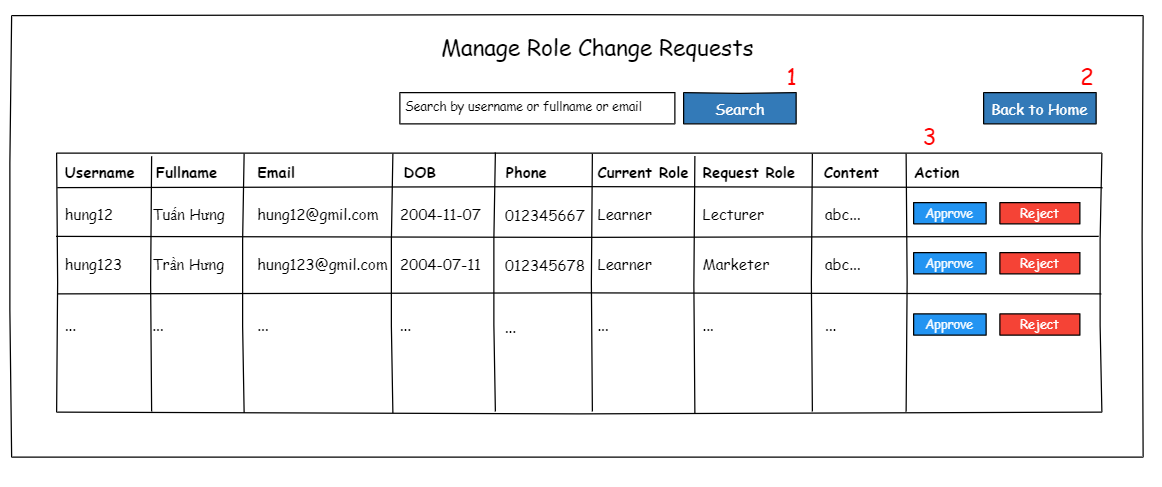 Manage Role Change Requests
1 2
Search by username or fullname or email Search Back to Home
3
Username Fullname Email DOB Phone Current Role Request Role Content Action
hung12 Tuấn Hưng hung12@gmil.com 2004-11-07 012345667 Learner Lecturer abc... Approve Reject
hung123 Trần Hưng hung123@gmil.com 2004-07-11 012345678 Learner Marketer abc... Approve Reject
... ... ... ... ... ... ... ... Approve Reject